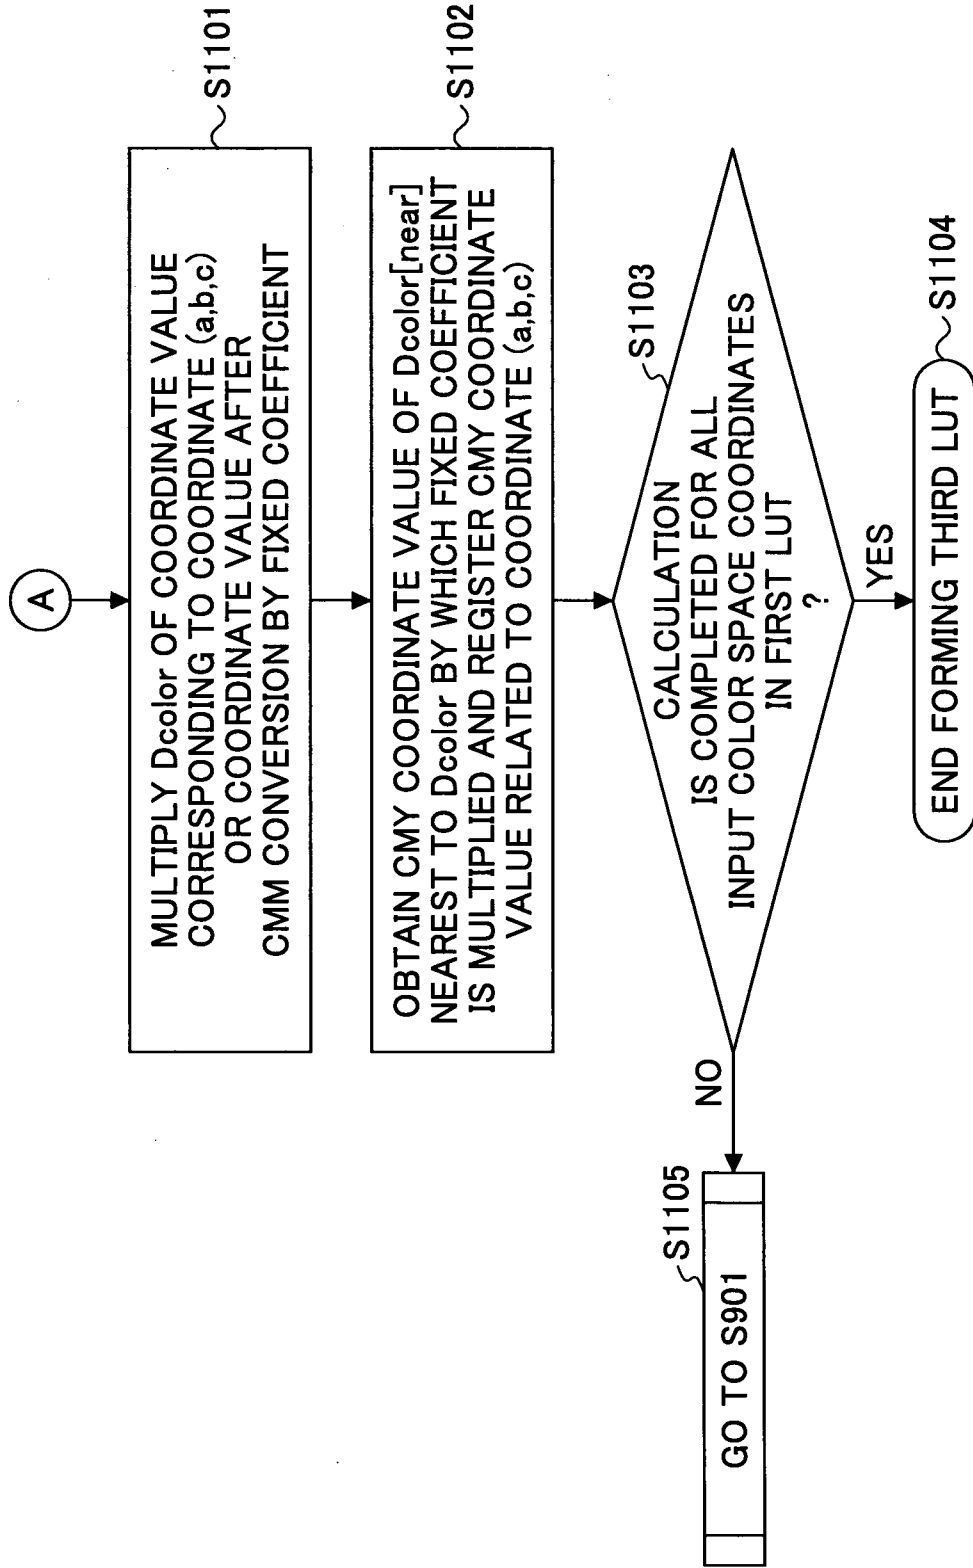 A
MULTIPLY Dcolor OF COORDINATE VALUE
CORRESPONDING TO COORDINATE (a,b,c)
OR COORDINATE VALUE AFTER
CMM CONVERSION BY FIXED COEFFICIENT
S1101
OBTAIN CMY COORDINATE VALUE OF Dcolor[near]
NEAREST TO Dcolor BY WHICH FIXED COEFFICIENT
IS MULTIPLIED AND REGISTER CMY COORDINATE
VALUE RELATED TO COORDINATE (a,b,c)
S1102
CALCULATION
IS COMPLETED FOR ALL
INPUT COLOR SPACE COORDINATES
IN FIRST LUT
?
S1103
NO
YES
GO TO S901
S1105
END FORMING THIRD LUT
S1104